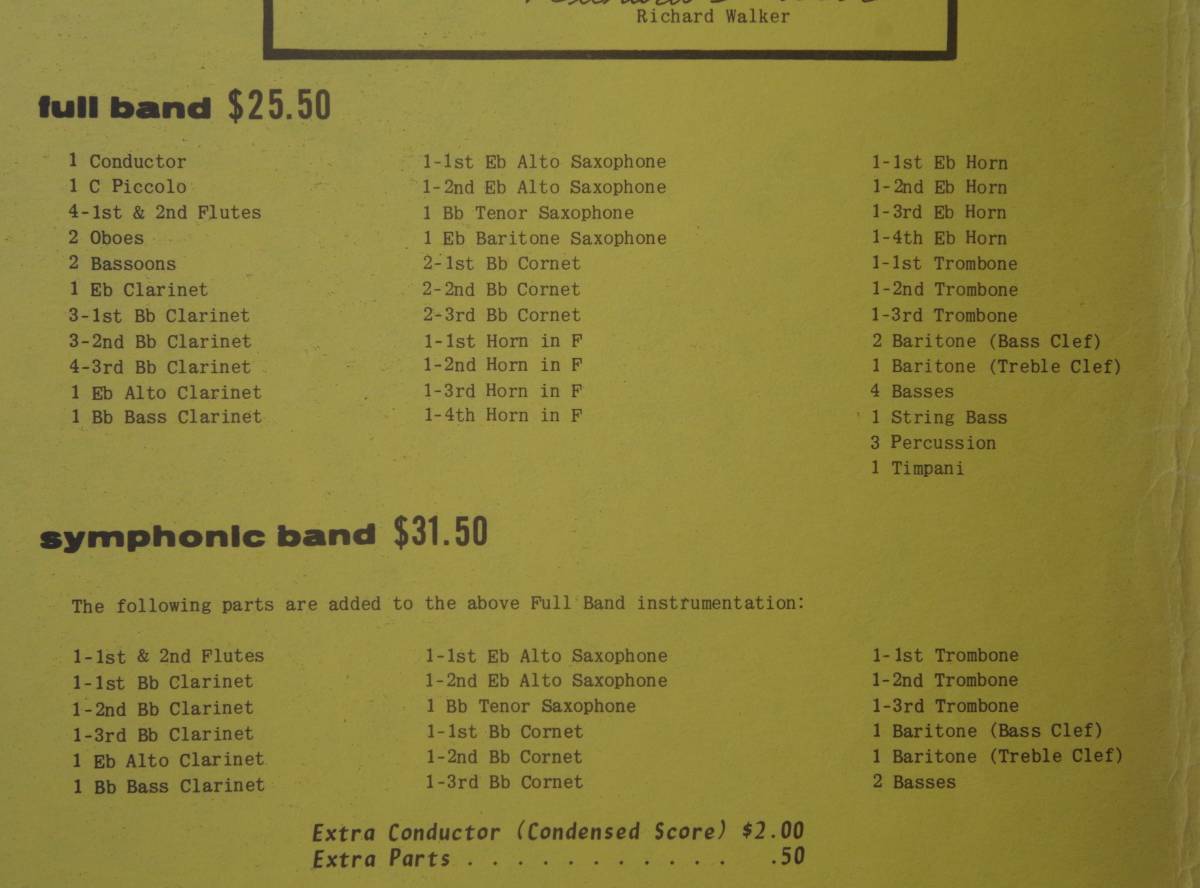 Richard Walker
full band $25.50
1 Conductor
1 C Piccolo
4-1st & 2nd Flutes
2 Oboes
2 Bassoons
1 Eb Clarinet
3-1st Bb Clarinet
3-2nd Bb Clarinet
4-3rd Bb Clarinet
1 Eb Alto Clarinet
1 Bb Bass Clarinet
1-1st Eb Alto Saxophone
1-2nd Eb Alto Saxophone
1 Bb Tenor Saxophone
1 Eb Baritone Saxophone
2-1st Bb Cornet
2-2nd Bb Cornet
2-3rd Bb Cornet
1-1st Horn in F
1-2nd Horn in F
1-3rd Horn in F
1-4th Horn in F
1-1st Eb Horn
1-2nd Eb Horn
1-3rd Eb Horn
1-4th Eb Horn
1-1st Trombone
1-2nd Trombone
1-3rd Trombone
2 Baritone (Bass Clef)
1 Baritone (Treble Clef)
4 Basses
1 String Bass
3 Percussion
1 Timpani
symphonic band $31.50
The following parts are added to the above Full Band instrumentation:
1-1st & 2nd Flutes
1-1st Bb Clarinet
1-2nd Bb Clarinet
1-3rd Bb Clarinet
1 Eb Alto Clarinet
1 Bb Bass Clarinet
1-1st Eb Alto Saxophone
1-2nd Eb Alto Saxophone
1 Bb Tenor Saxophone
1-1st Bb Cornet
1-2nd Bb Cornet
1-3rd Bb Cornet
1-1st Trombone
1-2nd Trombone
1-3rd Trombone
1 Baritone (Bass Clef)
1 Baritone (Treble Clef)
2 Basses
Extra Conductor (Condensed Score) $2.00
Extra Parts . . . . . . . . . . . .50